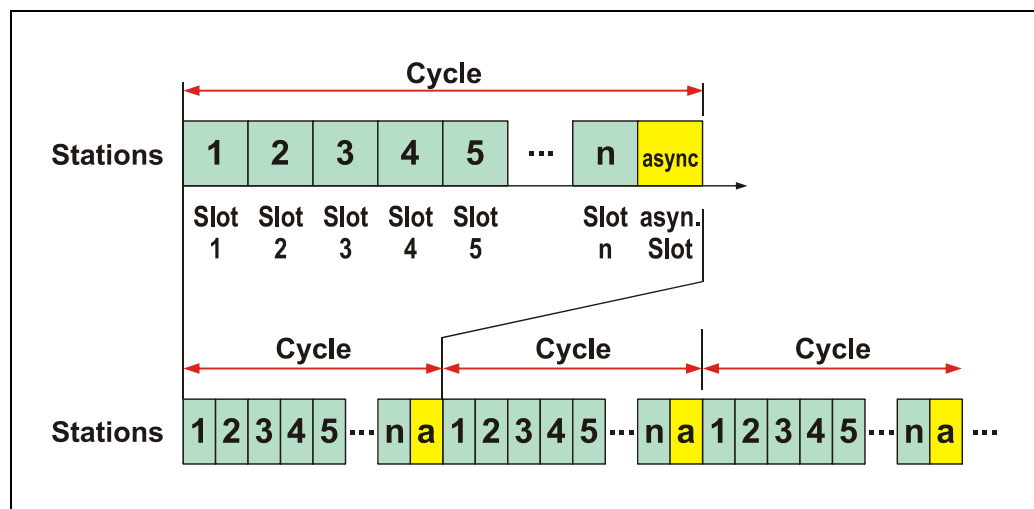 Cycle
Stations 1 2 3 4 5 ... n async
Slot Slot Slot Slot Slot Slot asyn.
1 2 3 4 5 n Slot
Cycle Cycle Cycle
Stations 1 2 3 4 5 ... n a 1 2 3 4 5 ... n a 1 2 3 4 5 ... n a ...